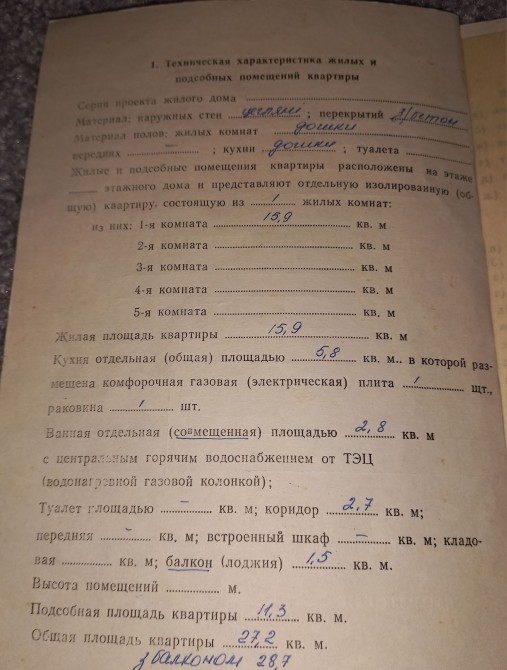 1. Техническая характеристика жилых и
подсобных помещений квартиры
Серия проекта жилого дома
Материал: наружных стен цегляні ; перекрытий з/бетон
Материал полов: жилых комнат дошки
передних — ; кухни дошки ; туалета
Жилые и подсобные помещения квартиры расположены на этаже
этажного дома и представляют отдельную изолированную (об-
щую) квартиру, состоящую из 1 жилых комнат:
из них: 1-я комната 15,9 кв. м
2-я комната кв. м
3-я комната кв. м
4-я комната кв. м
5-я комната кв. м
Жилая площадь квартиры 15,9 кв. м
Кухня отдельная (общая) площадью 5,8 кв. м.. в которой раз-
мещена комфорочная газовая (электрическая) плита 1 щт.,
раковина 1 шт.
Ванная отдельная (совмещенная) площадью 2,8 кв. м
с центральным горячим водоснабжением от ТЭЦ
(водонагревной газовой колонкой);
Туалет площадью — кв. м; коридор 2,7 кв. м;
передняя — кв. м; встроенный шкаф — кв. м; кладо-
вая кв. м; балкон (лоджия) 1,5 кв. м.
Высота помещений м.
Подсобная площадь квартиры 11,3 кв. м.
Общая площадь квартиры 27,2 кв. м.
з балконом 28,7